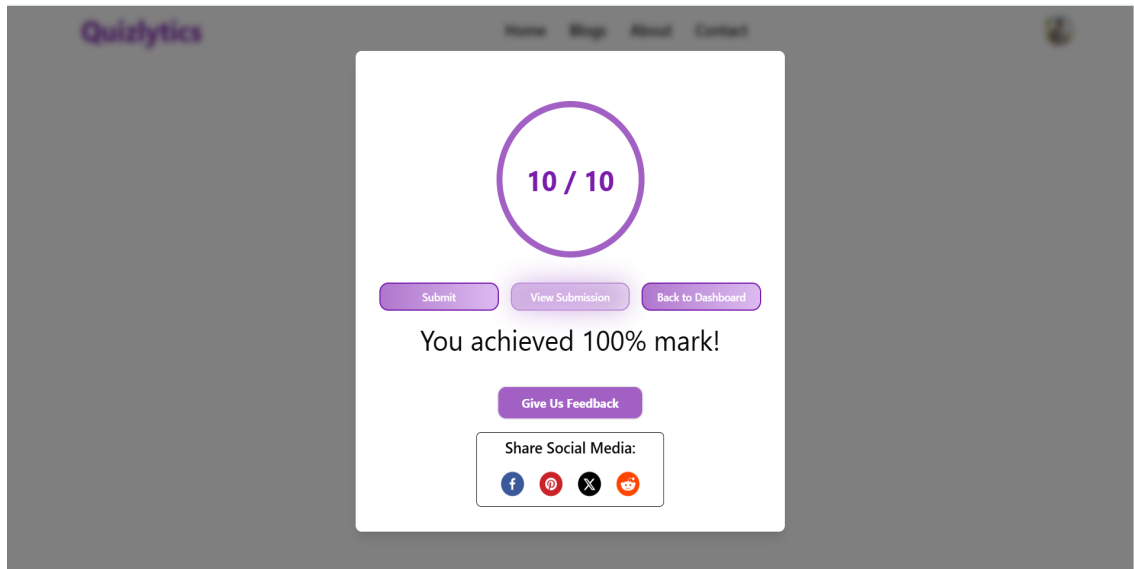 Quizlytics
Home Blogs About Contact
10 / 10
Submit View Submission Back to Dashboard
You achieved 100% mark!
Give Us Feedback
Share Social Media: